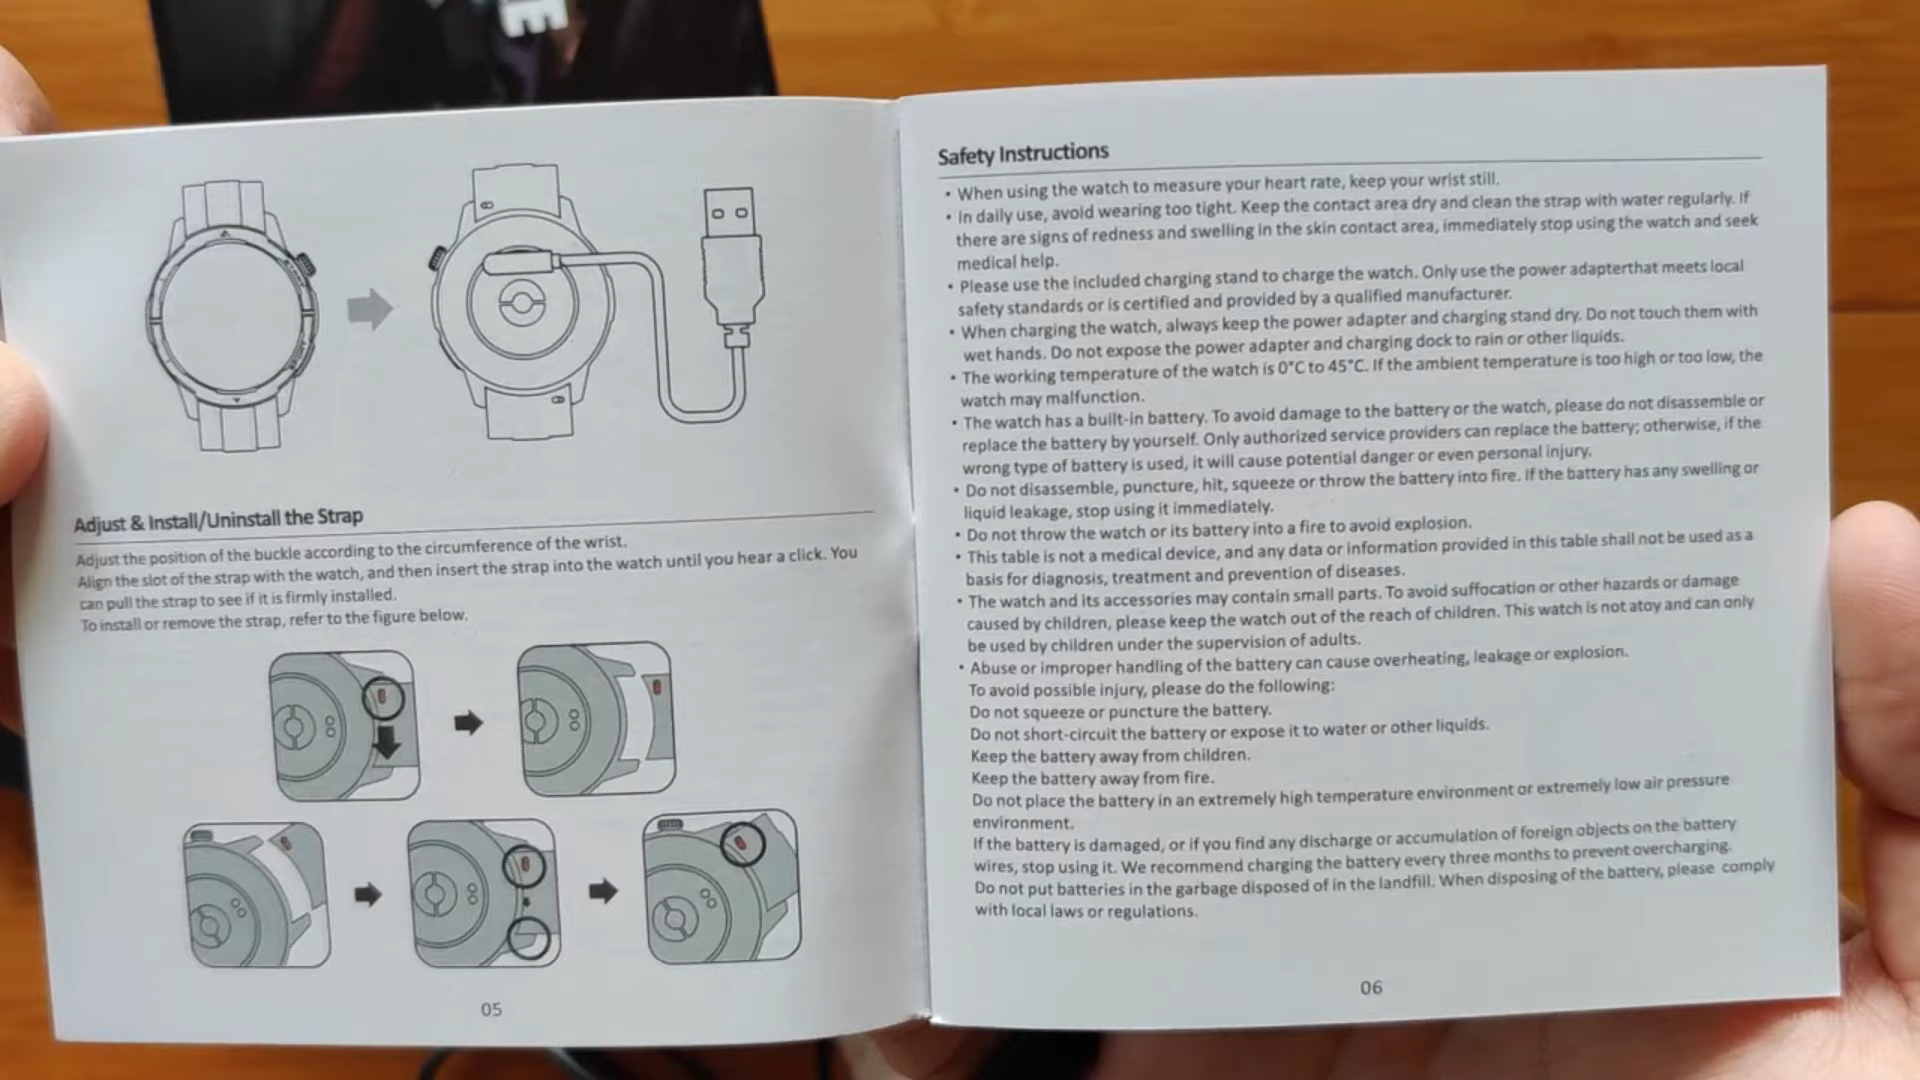 E
Adjust & Install/Uninstall the Strap
Adjust the position of the buckle according to the circumference of the wrist.
Align the slot of the strap with the watch, and then insert the strap into the watch until you hear a click. You
can pull the strap to see if it is firmly installed.
To install or remove the strap, refer to the figure below.
05
Safety Instructions
• When using the watch to measure your heart rate, keep your wrist still.
• In daily use, avoid wearing too tight. Keep the contact area dry and clean the strap with water regularly. If
there are signs of redness and swelling in the skin contact area, immediately stop using the watch and seek
medical help.
• Please use the included charging stand to charge the watch. Only use the power adapterthat meets local
safety standards or is certified and provided by a qualified manufacturer.
• When charging the watch, always keep the power adapter and charging stand dry. Do not touch them with
wet hands. Do not expose the power adapter and charging dock to rain or other liquids.
• The working temperature of the watch is 0°C to 45°C. If the ambient temperature is too high or too low, the
watch may malfunction.
• The watch has a built-in battery. To avoid damage to the battery or the watch, please do not disassemble or
replace the battery by yourself. Only authorized service providers can replace the battery; otherwise, if the
wrong type of battery is used, it will cause potential danger or even personal injury.
• Do not disassemble, puncture, hit, squeeze or throw the battery into fire. If the battery has any swelling or
liquid leakage, stop using it immediately.
• Do not throw the watch or its battery into a fire to avoid explosion.
• This table is not a medical device, and any data or information provided in this table shall not be used as a
basis for diagnosis, treatment and prevention of diseases.
• The watch and its accessories may contain small parts. To avoid suffocation or other hazards or damage
caused by children, please keep the watch out of the reach of children. This watch is not atoy and can only
be used by children under the supervision of adults.
• Abuse or improper handling of the battery can cause overheating, leakage or explosion.
To avoid possible injury, please do the following:
Do not squeeze or puncture the battery.
Do not short-circuit the battery or expose it to water or other liquids.
Keep the battery away from children.
Keep the battery away from fire.
Do not place the battery in an extremely high temperature environment or extremely low air pressure
environment.
If the battery is damaged, or if you find any discharge or accumulation of foreign objects on the battery
wires, stop using it. We recommend charging the battery every three months to prevent overcharging.
Do not put batteries in the garbage disposed of in the landfill. When disposing of the battery, please comply
with local laws or regulations.
06